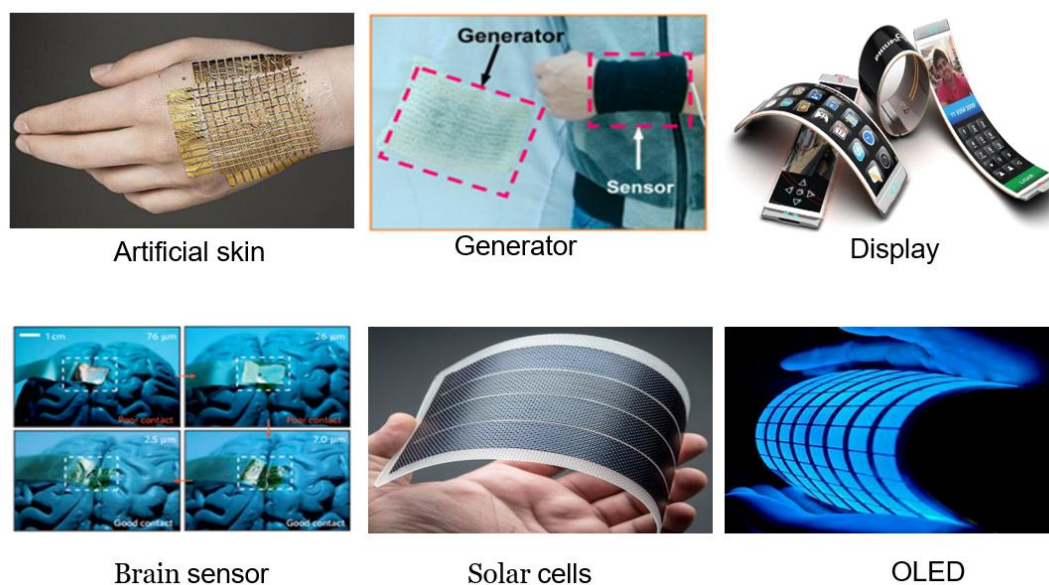 Generator
Sensor
Artificial skin
Generator
Display
PHILIPS
1 cm
76 μm
26 μm
Poor contact
Poor contact
2.5 μm
7.0 μm
Good contact
Good contact
Brain sensor
Solar cells
OLED